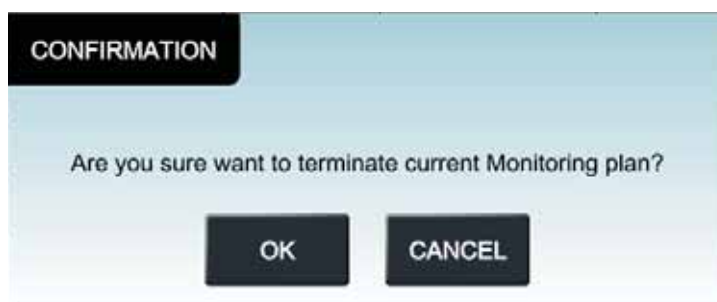 CONFIRMATION
Are you sure want to terminate current Monitoring plan?
OK
CANCEL